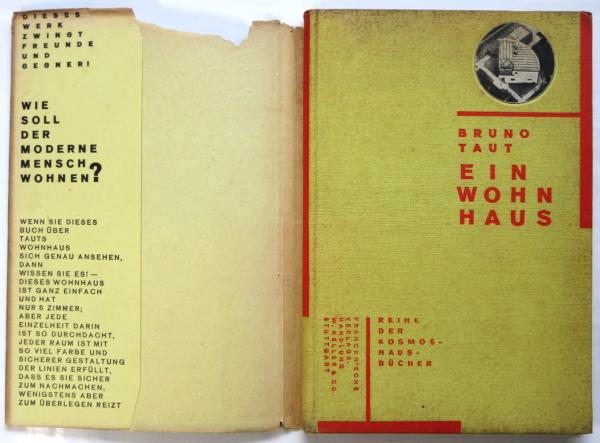 DIESES
WERK
ZWINGT
FREUNDE
UND
GEGNER!
WIE
SOLL
DER
MODERNE
MENSCH
WOHNEN?
WENN SIE DIESES
BUCH ÜBER
TAUTS
WOHNHAUS
SICH GENAU ANSEHEN,
DANN
WISSEN SIE ES! —
DIESES WOHNHAUS
IST GANZ EINFACH
UND HAT
NUR 5 ZIMMER;
ABER JEDE
EINZELHEIT DARIN
IST SO DURCHDACHT,
JEDER RAUM IST MIT
SO VIEL FARBE UND
SICHERER GESTALTUNG
DER LINIEN ERFÜLLT,
DASS ES SIE SICHER
ZUM NACHMACHEN,
WENIGSTENS ABER
ZUM ÜBERLEGEN REIZT
BRUNO
TAUT
EIN
WOHN
HAUS
FRANCKH'SCHE
VERLAGS-
HANDLUNG
W. KELLER & CO
STUTTGART
REIHE
DER
KOSMOS-
HAUS-
BÜCHER